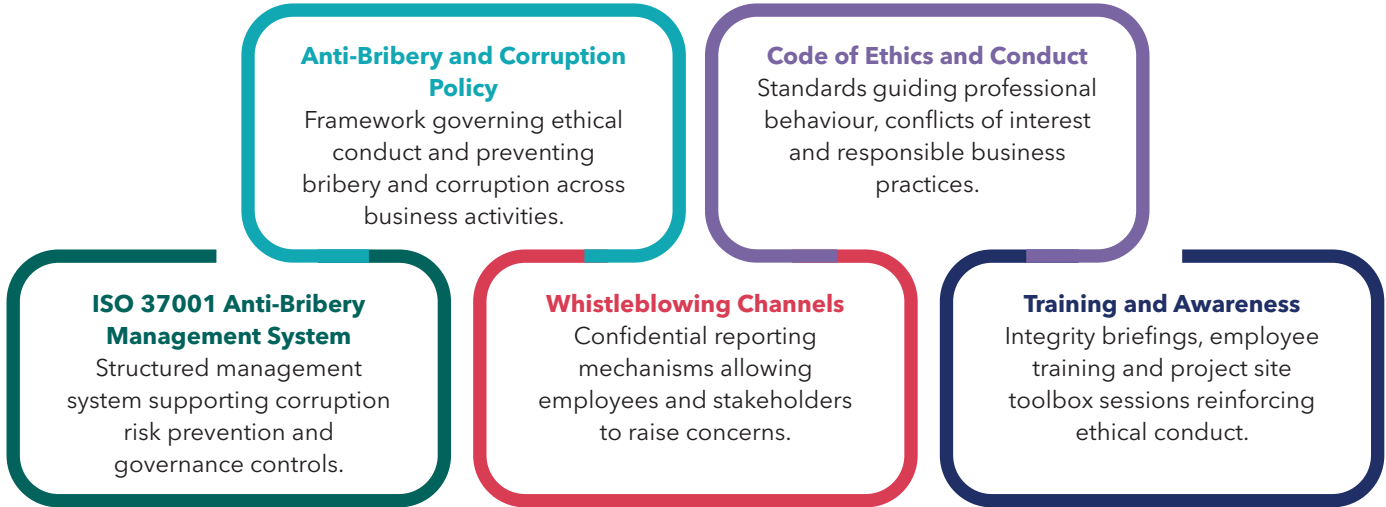 Anti-Bribery and Corruption
Policy
Framework governing ethical
conduct and preventing
bribery and corruption across
business activities.
Code of Ethics and Conduct
Standards guiding professional
behaviour, conflicts of interest
and responsible business
practices.
ISO 37001 Anti-Bribery
Management System
Structured management
system supporting corruption
risk prevention and
governance controls.
Whistleblowing Channels
Confidential reporting
mechanisms allowing
employees and stakeholders
to raise concerns.
Training and Awareness
Integrity briefings, employee
training and project site
toolbox sessions reinforcing
ethical conduct.